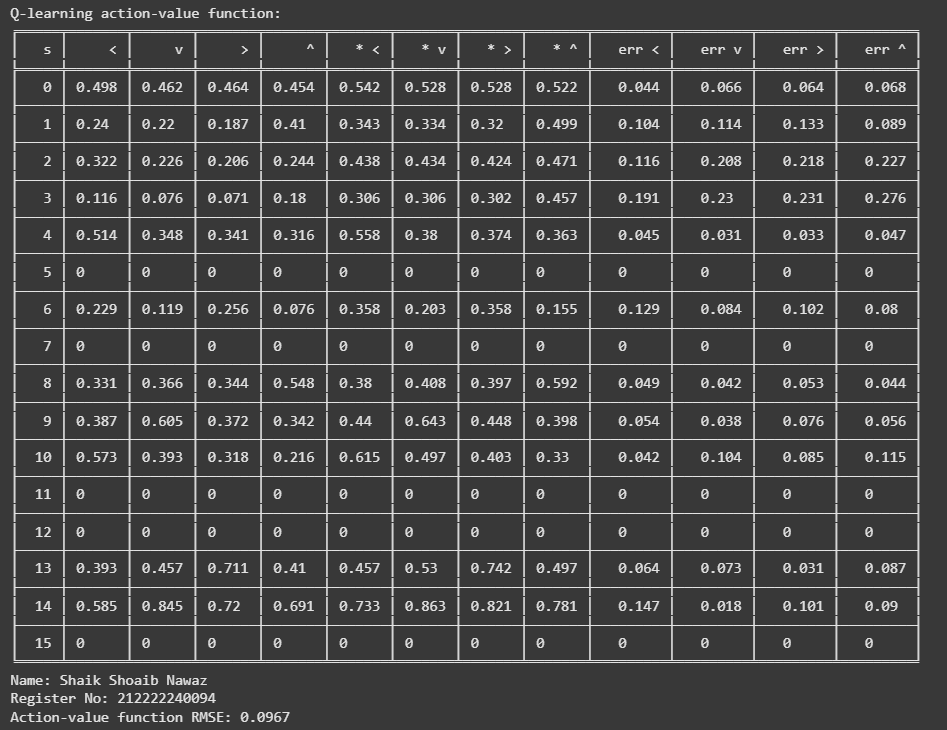 Q-learning action-value function:
s < v > ^ * < * v * > * ^ err < err v err > err ^
0 0.498 0.462 0.464 0.454 0.542 0.528 0.528 0.522 0.044 0.066 0.064 0.068
1 0.24 0.22 0.187 0.41 0.343 0.334 0.32 0.499 0.104 0.114 0.133 0.089
2 0.322 0.226 0.206 0.244 0.438 0.434 0.424 0.471 0.116 0.208 0.218 0.227
3 0.116 0.076 0.071 0.18 0.306 0.306 0.302 0.457 0.191 0.23 0.231 0.276
4 0.514 0.348 0.341 0.316 0.558 0.38 0.374 0.363 0.045 0.031 0.033 0.047
5 0 0 0 0 0 0 0 0 0 0 0 0
6 0.229 0.119 0.256 0.076 0.358 0.203 0.358 0.155 0.129 0.084 0.102 0.08
7 0 0 0 0 0 0 0 0 0 0 0 0
8 0.331 0.366 0.344 0.548 0.38 0.408 0.397 0.592 0.049 0.042 0.053 0.044
9 0.387 0.605 0.372 0.342 0.44 0.643 0.448 0.398 0.054 0.038 0.076 0.056
10 0.573 0.393 0.318 0.216 0.615 0.497 0.403 0.33 0.042 0.104 0.085 0.115
11 0 0 0 0 0 0 0 0 0 0 0 0
12 0 0 0 0 0 0 0 0 0 0 0 0
13 0.393 0.457 0.711 0.41 0.457 0.53 0.742 0.497 0.064 0.073 0.031 0.087
14 0.585 0.845 0.72 0.691 0.733 0.863 0.821 0.781 0.147 0.018 0.101 0.09
15 0 0 0 0 0 0 0 0 0 0 0 0
Name: Shaik Shoaib Nawaz
Register No: 212222240094
Action-value function RMSE: 0.0967